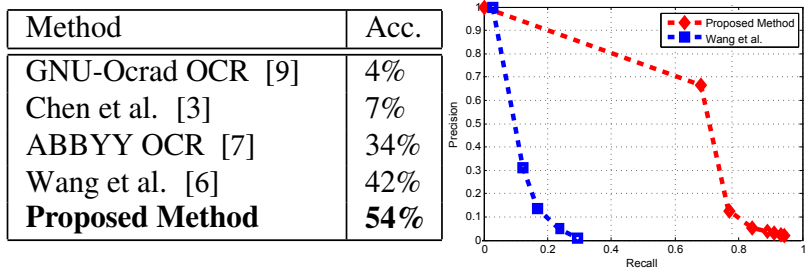 Method Acc.
GNU-Ocrad OCR [9] 4%
Chen et al. [3] 7%
ABBYY OCR [7] 34%
Wang et al. [6] 42%
Proposed Method 54%
Proposed Method
Wang et al.
Precision
1
0.9
0.8
0.7
0.6
0.5
0.4
0.3
0.2
0.1
0
0 0.2 0.4 0.6 0.8 1
Recall